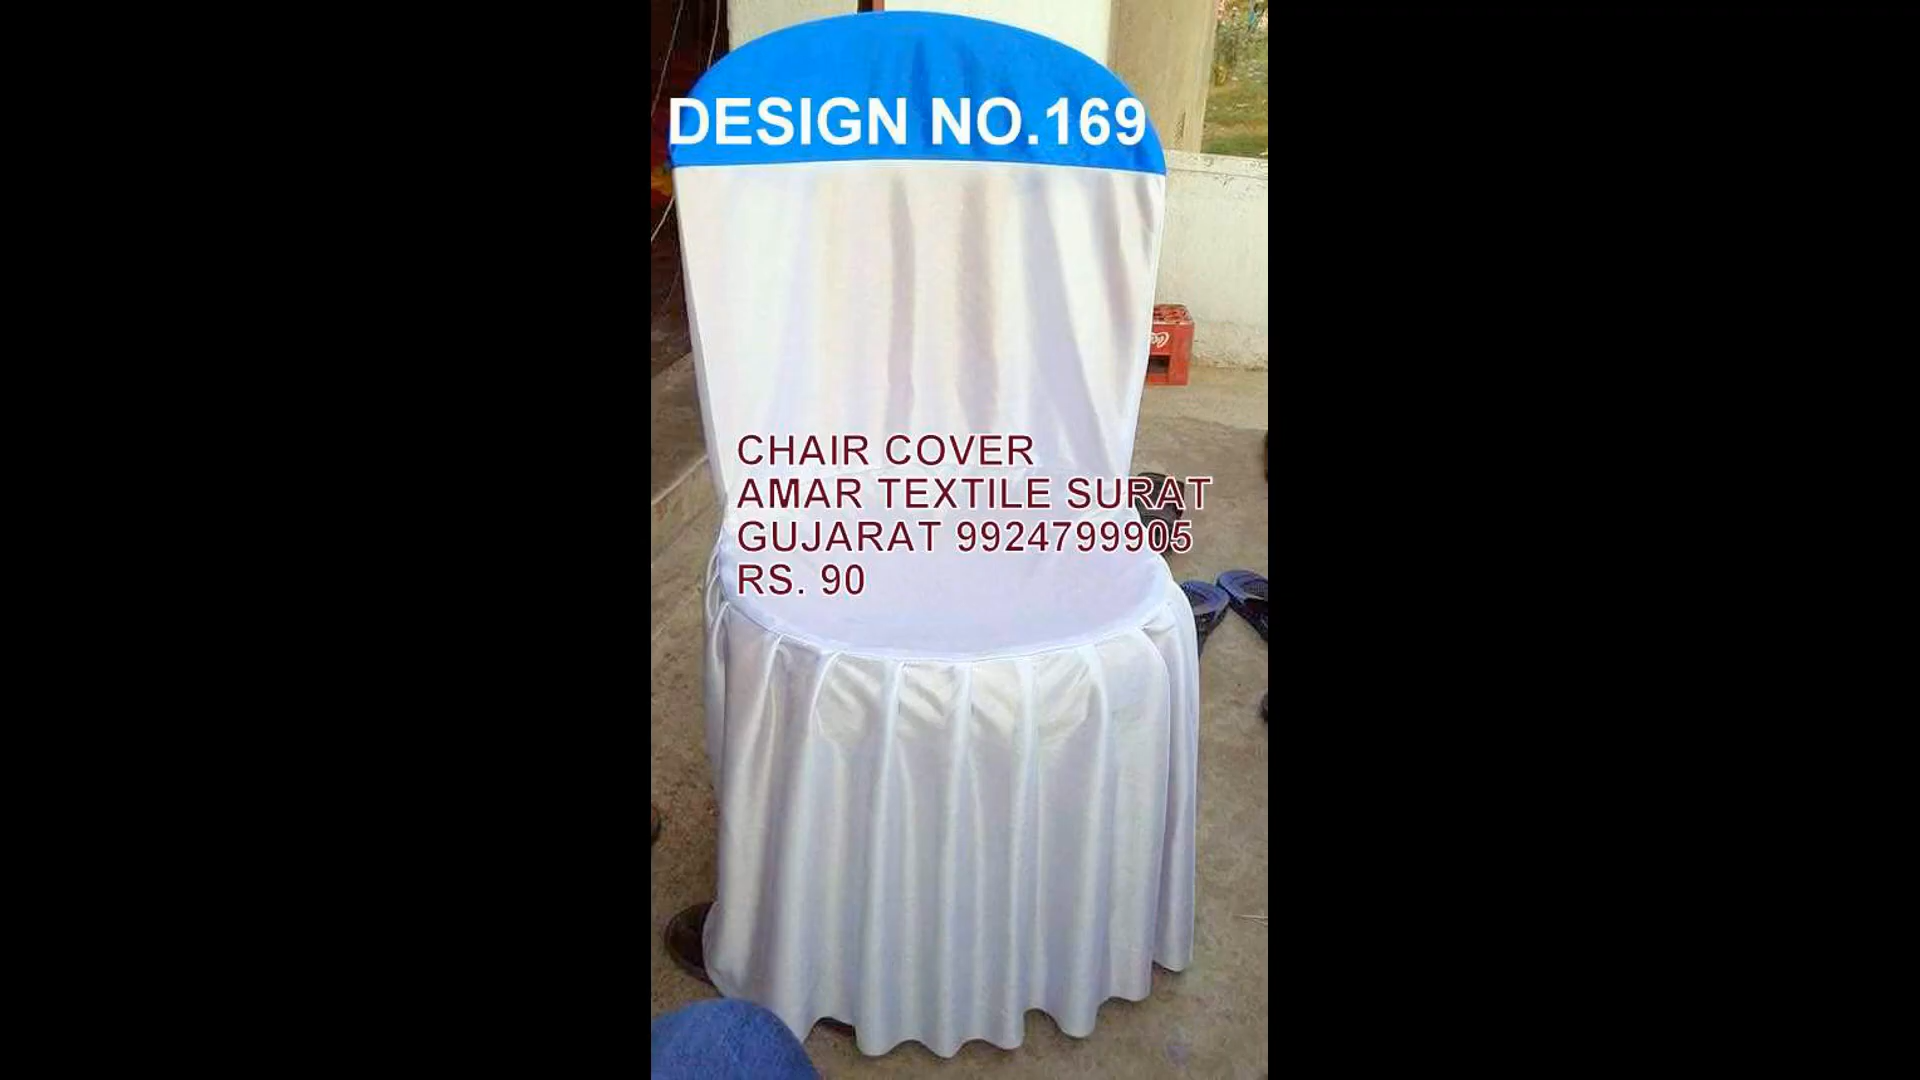 DESIGN NO.169
CHAIR COVER
AMAR TEXTILE SURAT
GUJARAT 9924799905
RS. 90